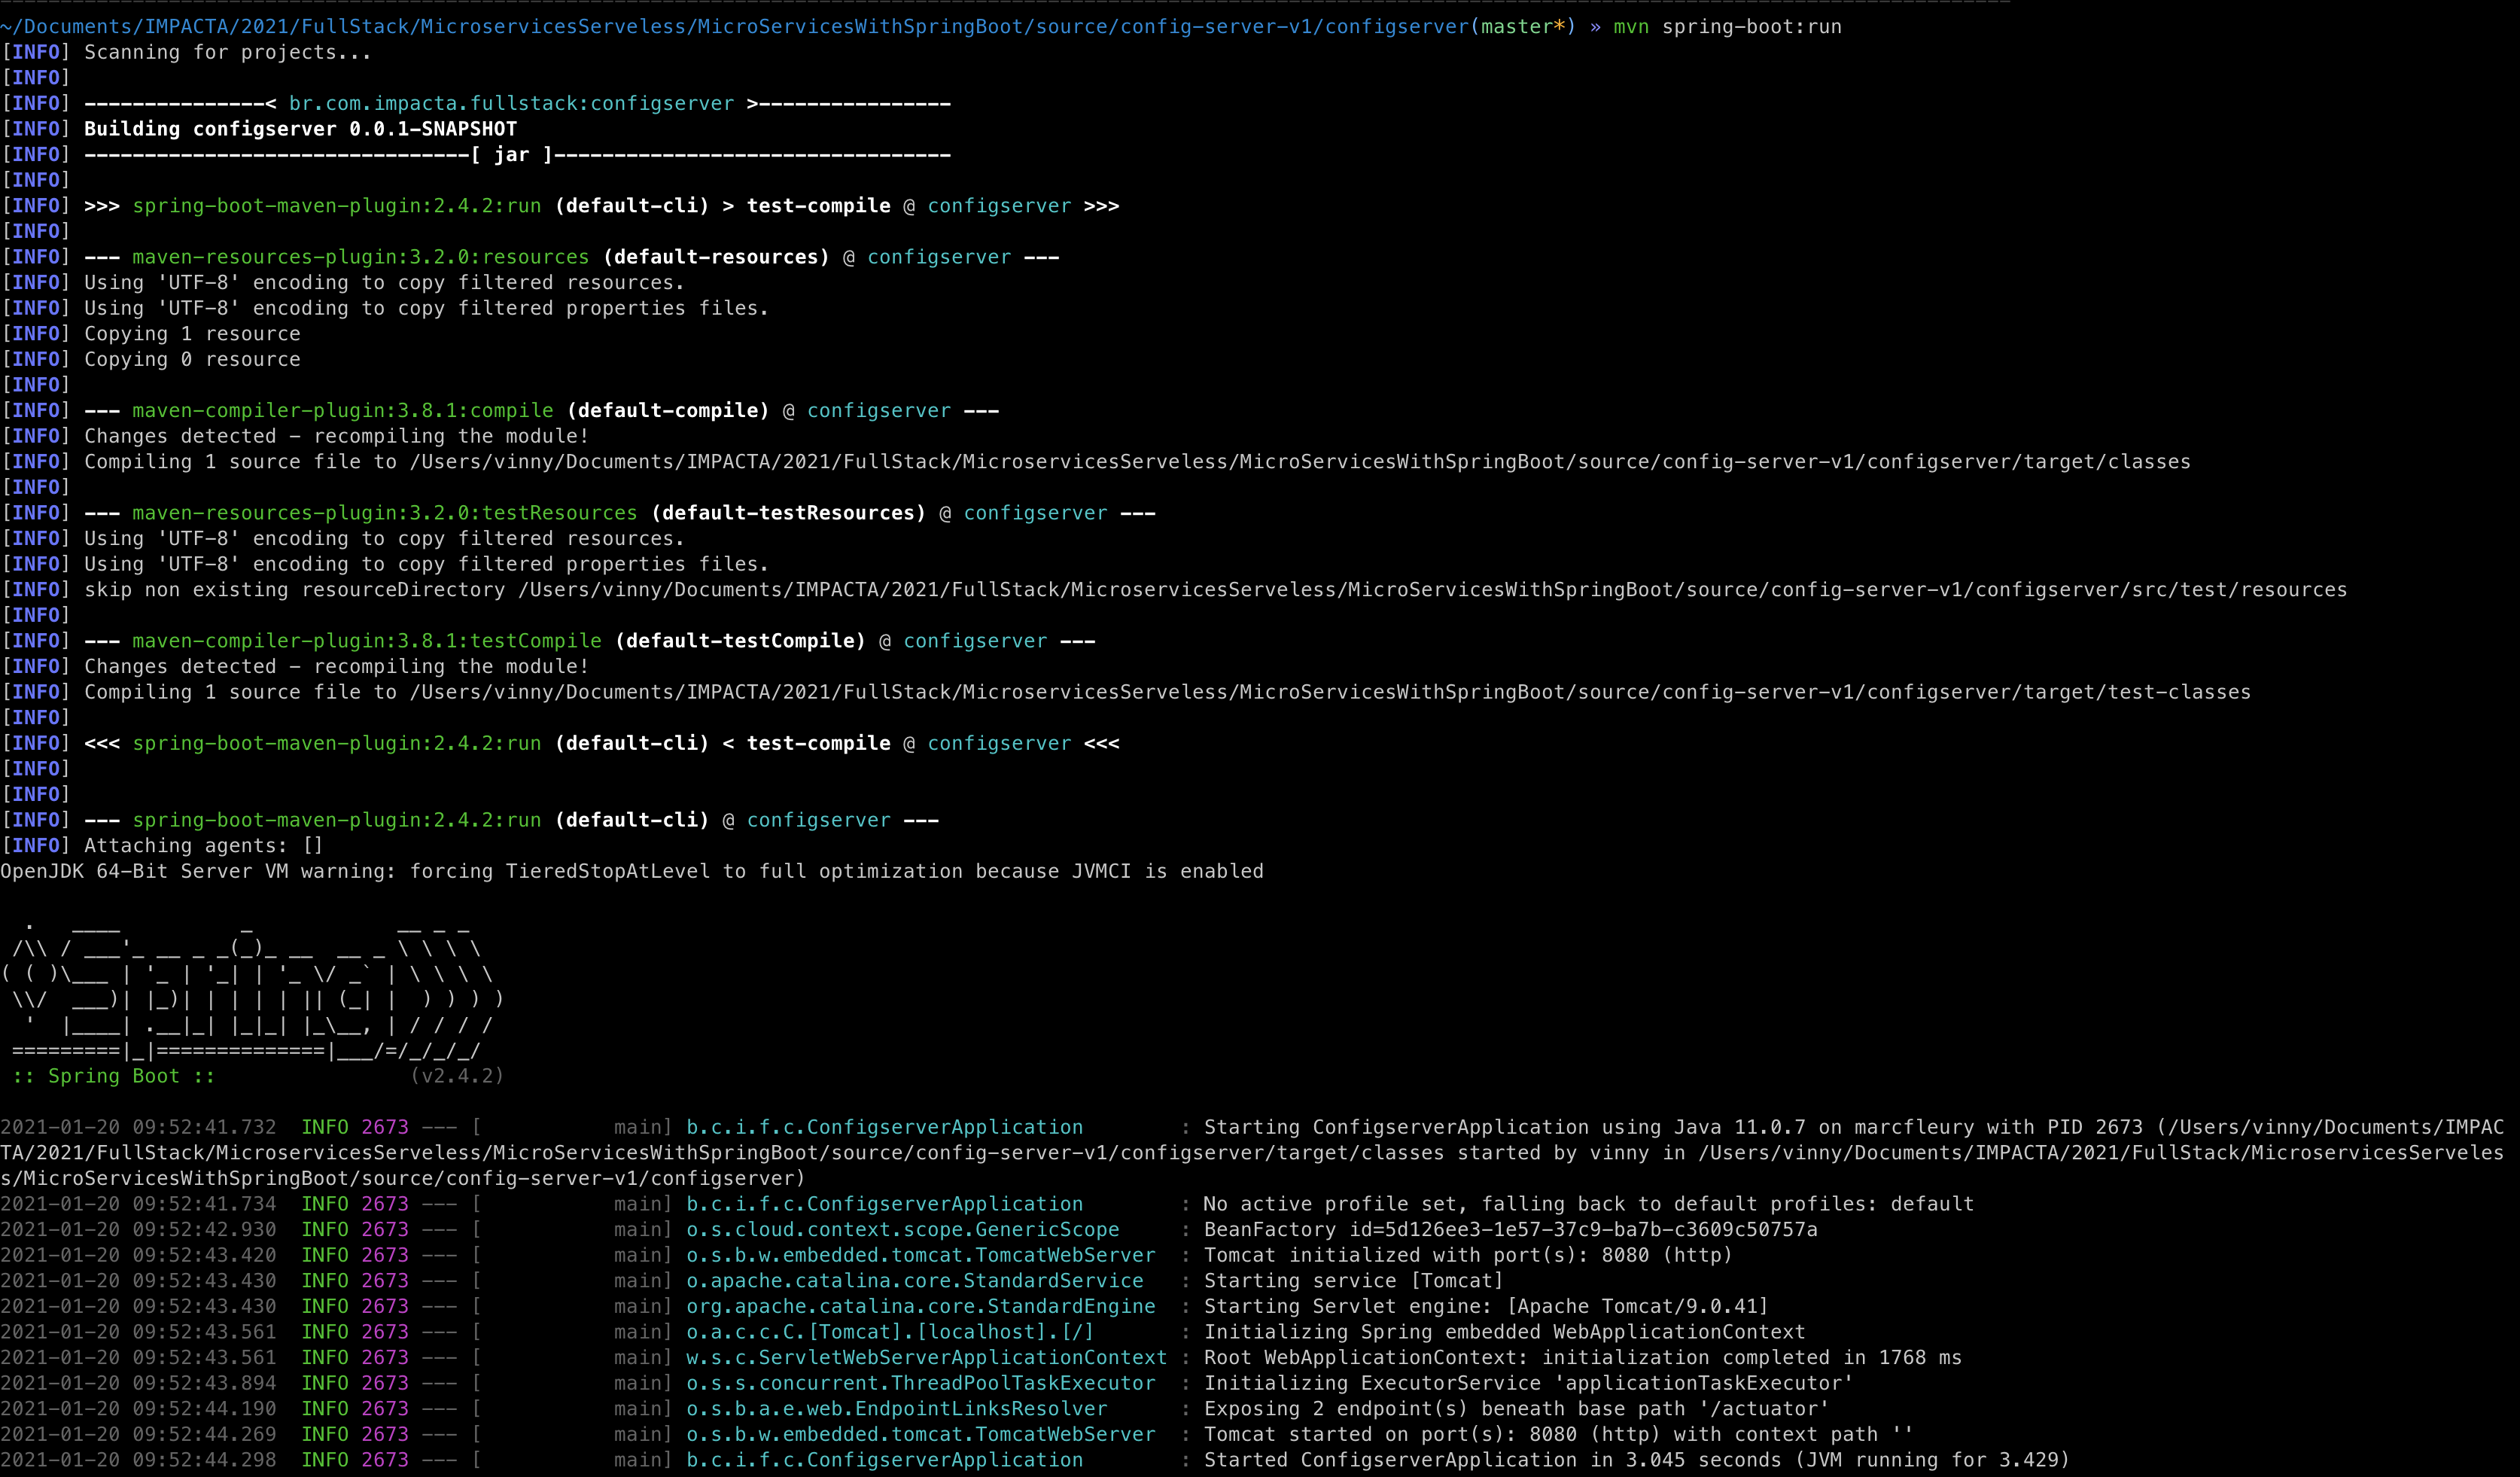 ~/Documents/IMPACTA/2021/FullStack/MicroservicesServeless/MicroServicesWithSpringBoot/source/config-server-v1/configserver(master*) » mvn spring-boot:run
[INFO] Scanning for projects...
[INFO]
[INFO] ---------------< br.com.impacta.fullstack:configserver >----------------
[INFO] Building configserver 0.0.1-SNAPSHOT
[INFO] --------------------------------[ jar ]---------------------------------
[INFO]
[INFO] >>> spring-boot-maven-plugin:2.4.2:run (default-cli) > test-compile @ configserver >>>
[INFO]
[INFO] --- maven-resources-plugin:3.2.0:resources (default-resources) @ configserver ---
[INFO] Using 'UTF-8' encoding to copy filtered resources.
[INFO] Using 'UTF-8' encoding to copy filtered properties files.
[INFO] Copying 1 resource
[INFO] Copying 0 resource
[INFO]
[INFO] --- maven-compiler-plugin:3.8.1:compile (default-compile) @ configserver ---
[INFO] Changes detected - recompiling the module!
[INFO] Compiling 1 source file to /Users/vinny/Documents/IMPACTA/2021/FullStack/MicroservicesServeless/MicroServicesWithSpringBoot/source/config-server-v1/configserver/target/classes
[INFO]
[INFO] --- maven-resources-plugin:3.2.0:testResources (default-testResources) @ configserver ---
[INFO] Using 'UTF-8' encoding to copy filtered resources.
[INFO] Using 'UTF-8' encoding to copy filtered properties files.
[INFO] skip non existing resourceDirectory /Users/vinny/Documents/IMPACTA/2021/FullStack/MicroservicesServeless/MicroServicesWithSpringBoot/source/config-server-v1/configserver/src/test/resources
[INFO]
[INFO] --- maven-compiler-plugin:3.8.1:testCompile (default-testCompile) @ configserver ---
[INFO] Changes detected - recompiling the module!
[INFO] Compiling 1 source file to /Users/vinny/Documents/IMPACTA/2021/FullStack/MicroservicesServeless/MicroServicesWithSpringBoot/source/config-server-v1/configserver/target/test-classes
[INFO]
[INFO] <<< spring-boot-maven-plugin:2.4.2:run (default-cli) < test-compile @ configserver <<<
[INFO]
[INFO]
[INFO] --- spring-boot-maven-plugin:2.4.2:run (default-cli) @ configserver ---
[INFO] Attaching agents: []
OpenJDK 64-Bit Server VM warning: forcing TieredStopAtLevel to full optimization because JVMCI is enabled
  .   ____          _            __ _ _
 /\\ / ___'_ __ _ _(_)_ __  __ _ \ \ \ \
( ( )\___ | '_ | '_| | '_ \/ _` | \ \ \ \
 \\/  ___)| |_)| | | | | || (_| |  ) ) ) )
  '  |____| .__|_| |_|_| |_\__, | / / / /
 =========|_|==============|___/=/_/_/_/
 :: Spring Boot ::                (v2.4.2)
2021-01-20 09:52:41.732  INFO 2673 --- [           main] b.c.i.f.c.ConfigserverApplication        : Starting ConfigserverApplication using Java 11.0.7 on marcfleury with PID 2673 (/Users/vinny/Documents/IMPAC
TA/2021/FullStack/MicroservicesServeless/MicroServicesWithSpringBoot/source/config-server-v1/configserver/target/classes started by vinny in /Users/vinny/Documents/IMPACTA/2021/FullStack/MicroservicesServeles
s/MicroServicesWithSpringBoot/source/config-server-v1/configserver)
2021-01-20 09:52:41.734  INFO 2673 --- [           main] b.c.i.f.c.ConfigserverApplication        : No active profile set, falling back to default profiles: default
2021-01-20 09:52:42.930  INFO 2673 --- [           main] o.s.cloud.context.scope.GenericScope     : BeanFactory id=5d126ee3-1e57-37c9-ba7b-c3609c50757a
2021-01-20 09:52:43.420  INFO 2673 --- [           main] o.s.b.w.embedded.tomcat.TomcatWebServer  : Tomcat initialized with port(s): 8080 (http)
2021-01-20 09:52:43.430  INFO 2673 --- [           main] o.apache.catalina.core.StandardService   : Starting service [Tomcat]
2021-01-20 09:52:43.430  INFO 2673 --- [           main] org.apache.catalina.core.StandardEngine  : Starting Servlet engine: [Apache Tomcat/9.0.41]
2021-01-20 09:52:43.561  INFO 2673 --- [           main] o.a.c.c.C.[Tomcat].[localhost].[/]       : Initializing Spring embedded WebApplicationContext
2021-01-20 09:52:43.561  INFO 2673 --- [           main] w.s.c.ServletWebServerApplicationContext : Root WebApplicationContext: initialization completed in 1768 ms
2021-01-20 09:52:43.894  INFO 2673 --- [           main] o.s.s.concurrent.ThreadPoolTaskExecutor  : Initializing ExecutorService 'applicationTaskExecutor'
2021-01-20 09:52:44.190  INFO 2673 --- [           main] o.s.b.a.e.web.EndpointLinksResolver      : Exposing 2 endpoint(s) beneath base path '/actuator'
2021-01-20 09:52:44.269  INFO 2673 --- [           main] o.s.b.w.embedded.tomcat.TomcatWebServer  : Tomcat started on port(s): 8080 (http) with context path ''
2021-01-20 09:52:44.298  INFO 2673 --- [           main] b.c.i.f.c.ConfigserverApplication        : Started ConfigserverApplication in 3.045 seconds (JVM running for 3.429)